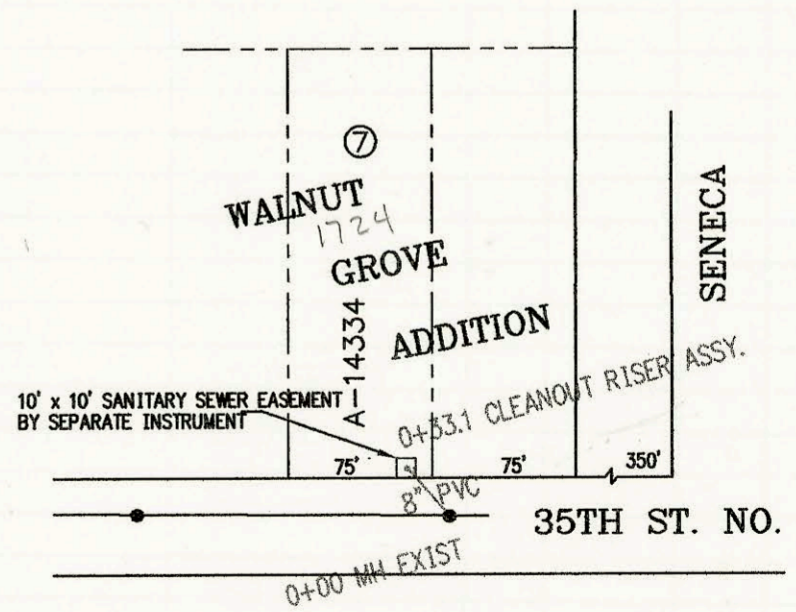 7
WALNUT
1724
GROVE
ADDITION
SENECA
A-14334
10' x 10' SANITARY SEWER EASEMENT
BY SEPARATE INSTRUMENT
0+33.1 CLEANOUT RISER ASSY.
75'
75'
350'
8" PVC
35TH ST. NO.
0+00 MH EXIST